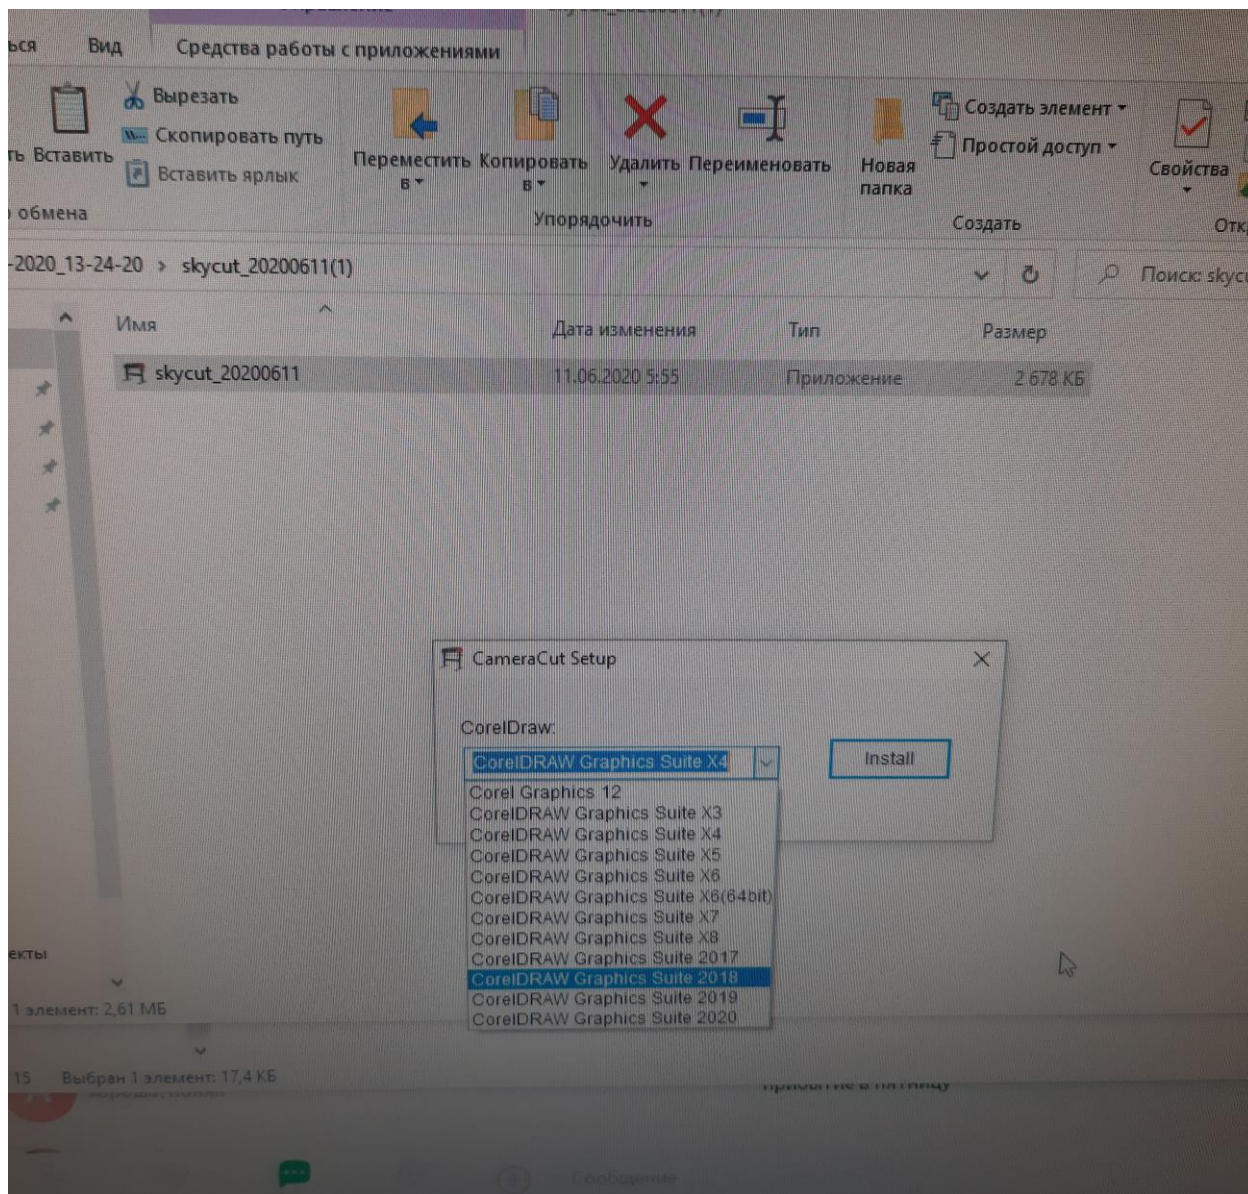 ься Вид Средства работы с приложениями
Вырезать
Скопировать путь
Вставить ярлык
ть Вставить
Переместить в
Копировать в
Удалить
Переименовать
Новая папка
Создать элемент
Простой доступ
Свойства
обмена
Упорядочить
Создать
Отк
-2020_13-24-20 > skycut_20200611(1)
Поиск: skycu
Имя Дата изменения Тип Размер
skycut_20200611 11.06.2020 5:55 Приложение 2 678 КБ
CameraCut Setup
CorelDraw:
CorelDRAW Graphics Suite X4
Install
Corel Graphics 12
CorelDRAW Graphics Suite X3
CorelDRAW Graphics Suite X4
CorelDRAW Graphics Suite X5
CorelDRAW Graphics Suite X6
CorelDRAW Graphics Suite X6(64bit)
CorelDRAW Graphics Suite X7
CorelDRAW Graphics Suite X8
CorelDRAW Graphics Suite 2017
CorelDRAW Graphics Suite 2018
CorelDRAW Graphics Suite 2019
CorelDRAW Graphics Suite 2020
екты
1 элемент: 2,61 МБ
15 Выбран 1 элемент: 17,4 КБ
Сообщение